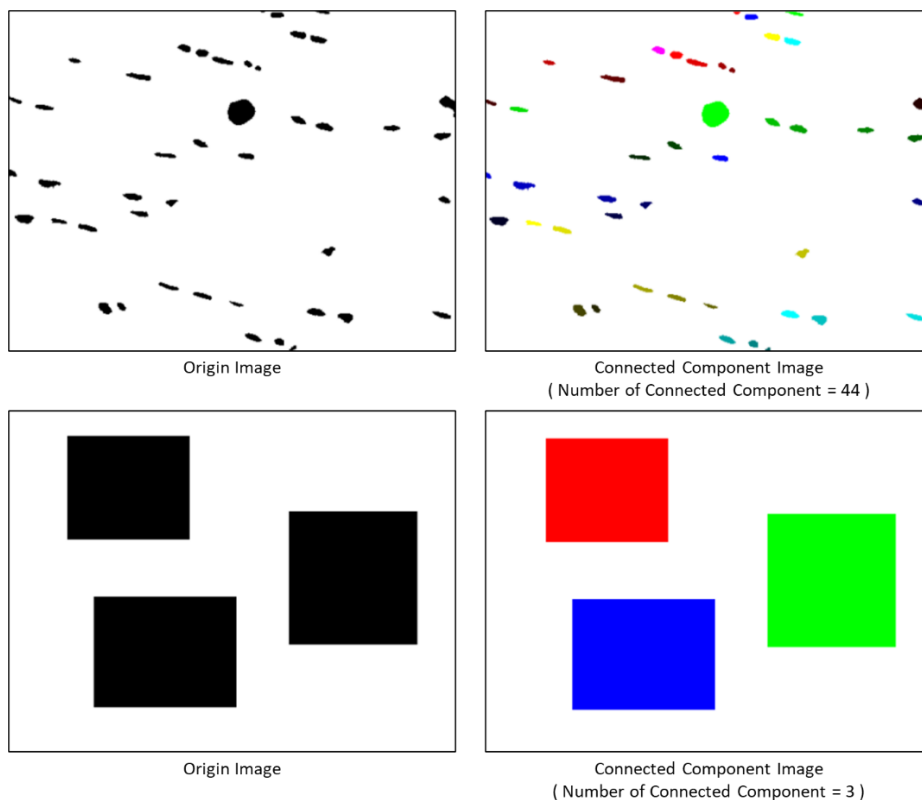 Origin Image
Connected Component Image
( Number of Connected Component = 44 )
Origin Image
Connected Component Image
( Number of Connected Component = 3 )